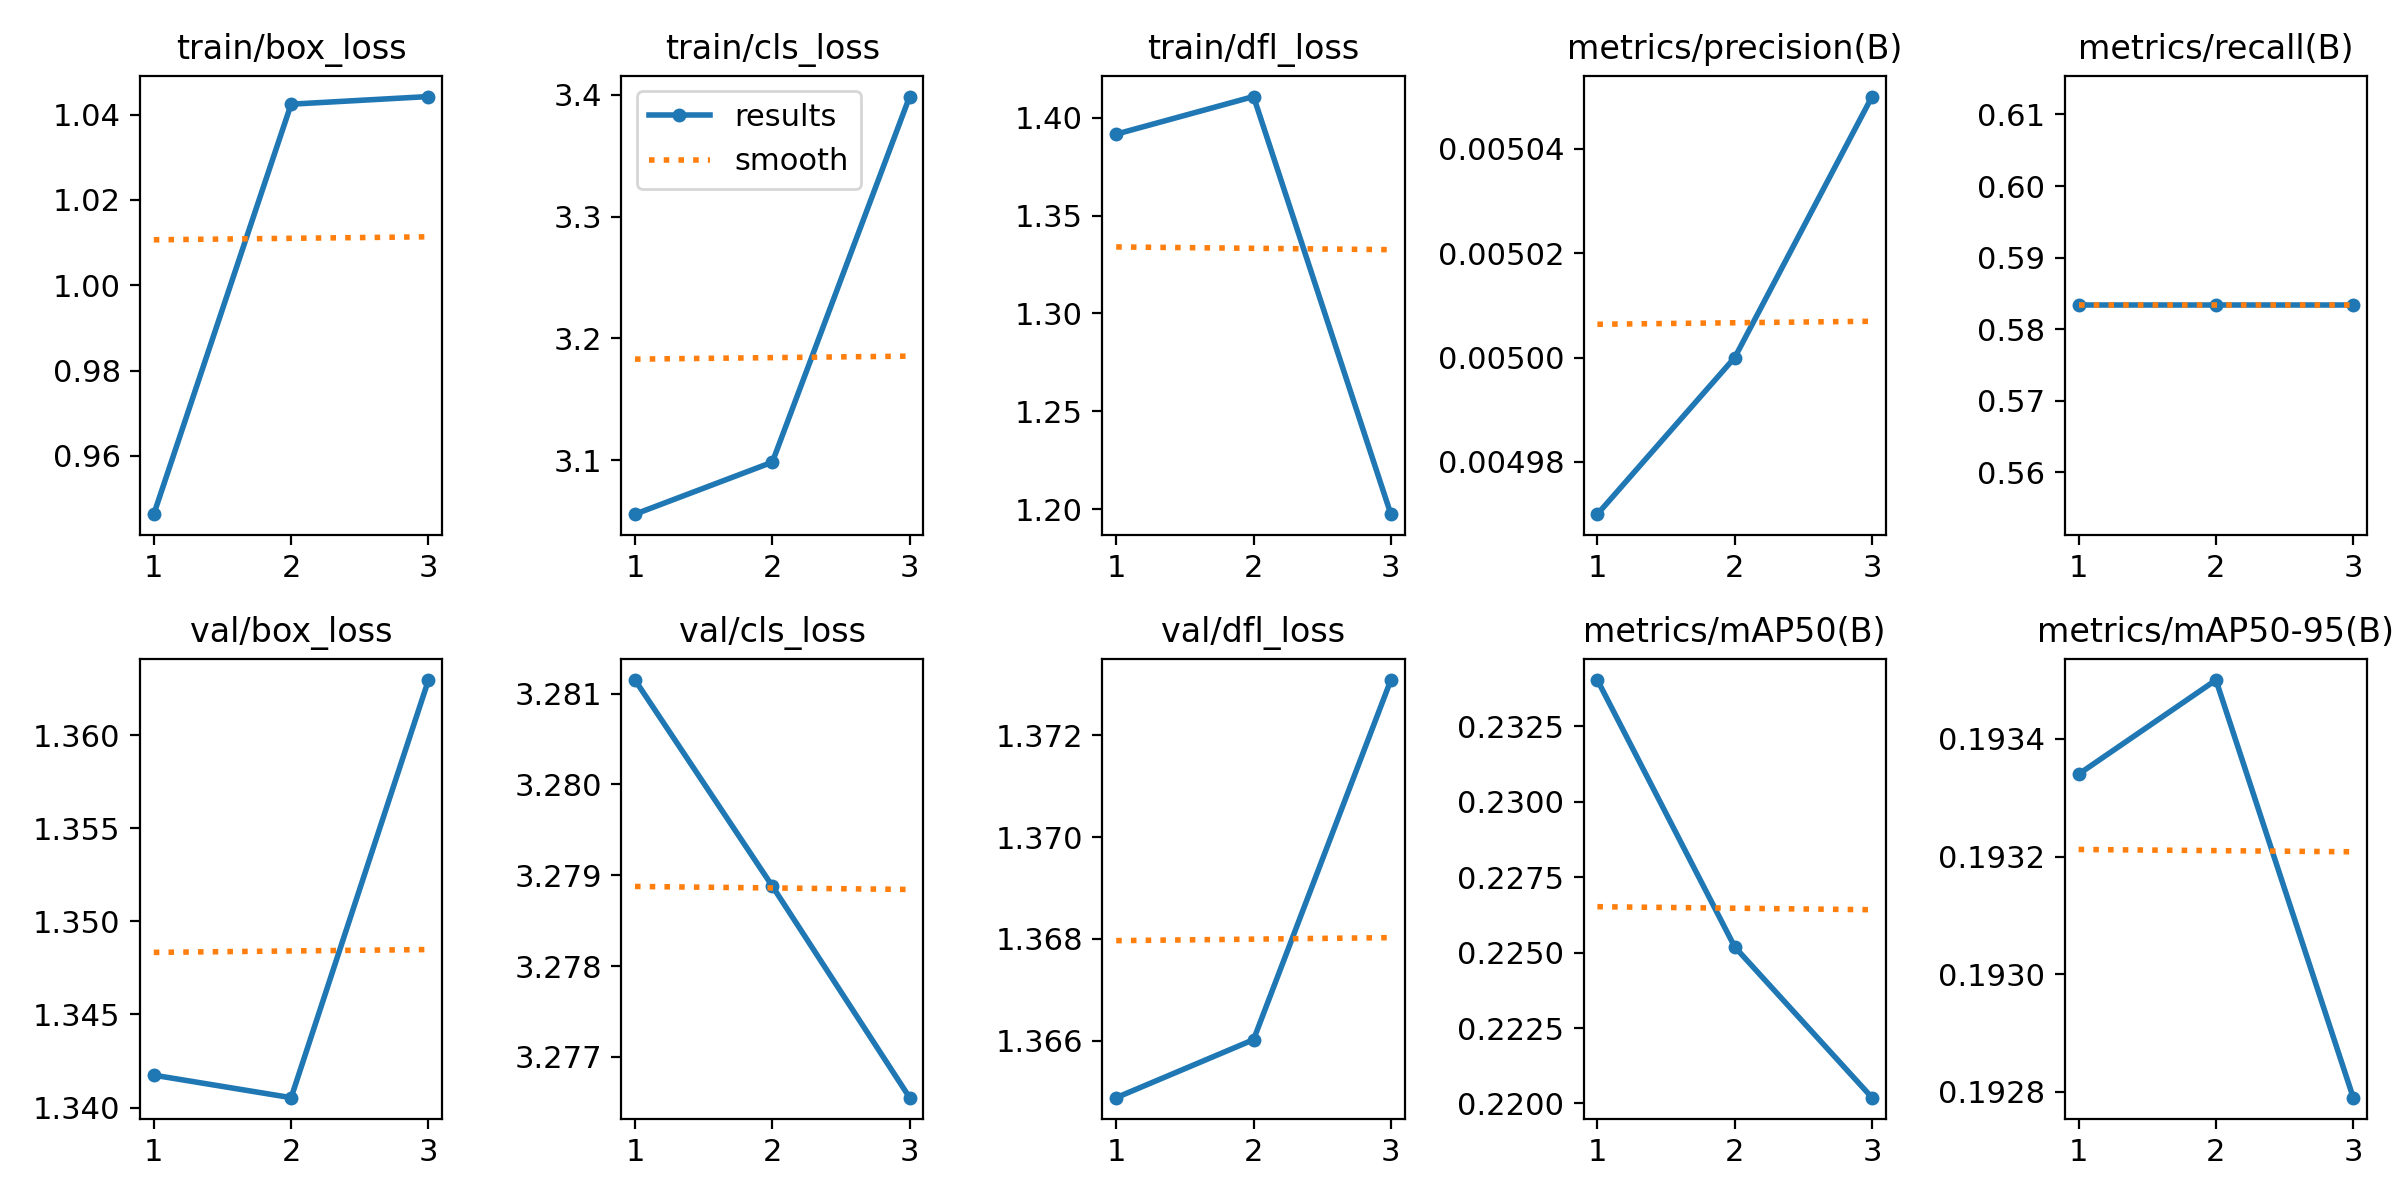 train/box_loss
1.04
1.02
1.00
0.98
0.96
1 2 3
train/cls_loss
3.4
3.3
3.2
3.1
results
smooth
1 2 3
train/dfl_loss
1.40
1.35
1.30
1.25
1.20
1 2 3
metrics/precision(B)
0.00504
0.00502
0.00500
0.00498
1 2 3
metrics/recall(B)
0.61
0.60
0.59
0.58
0.57
0.56
1 2 3
val/box_loss
1.360
1.355
1.350
1.345
1.340
1 2 3
val/cls_loss
3.281
3.280
3.279
3.278
3.277
1 2 3
val/dfl_loss
1.372
1.370
1.368
1.366
1 2 3
metrics/mAP50(B)
0.2325
0.2300
0.2275
0.2250
0.2225
0.2200
1 2 3
metrics/mAP50-95(B)
0.1934
0.1932
0.1930
0.1928
1 2 3